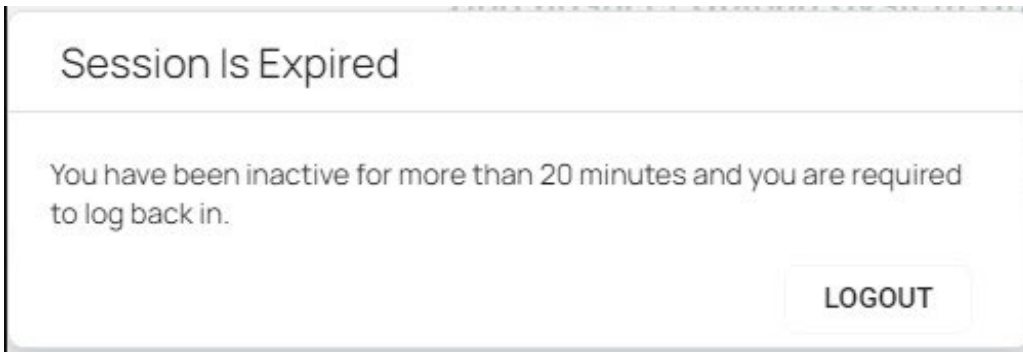 Session Is Expired
You have been inactive for more than 20 minutes and you are required
to log back in.
LOGOUT